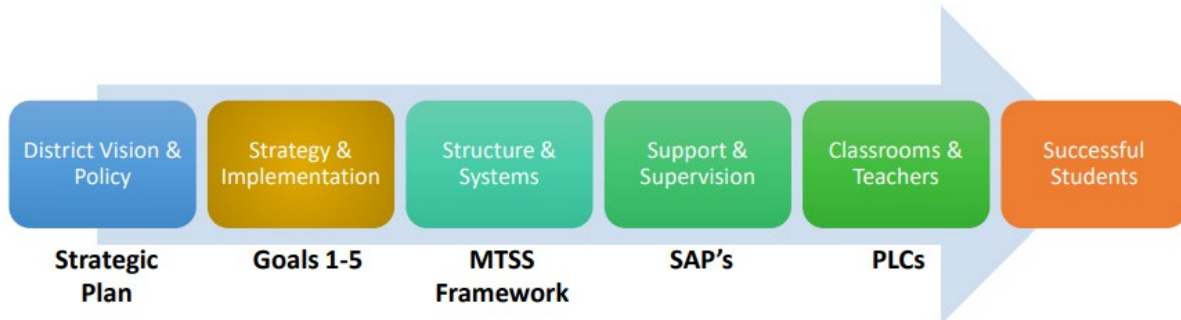 District Vision &
Policy
Strategy &
Implementation
Structure &
Systems
Support &
Supervision
Classrooms &
Teachers
Successful
Students
Strategic
Plan
Goals 1-5
MTSS
Framework
SAP's
PLCs